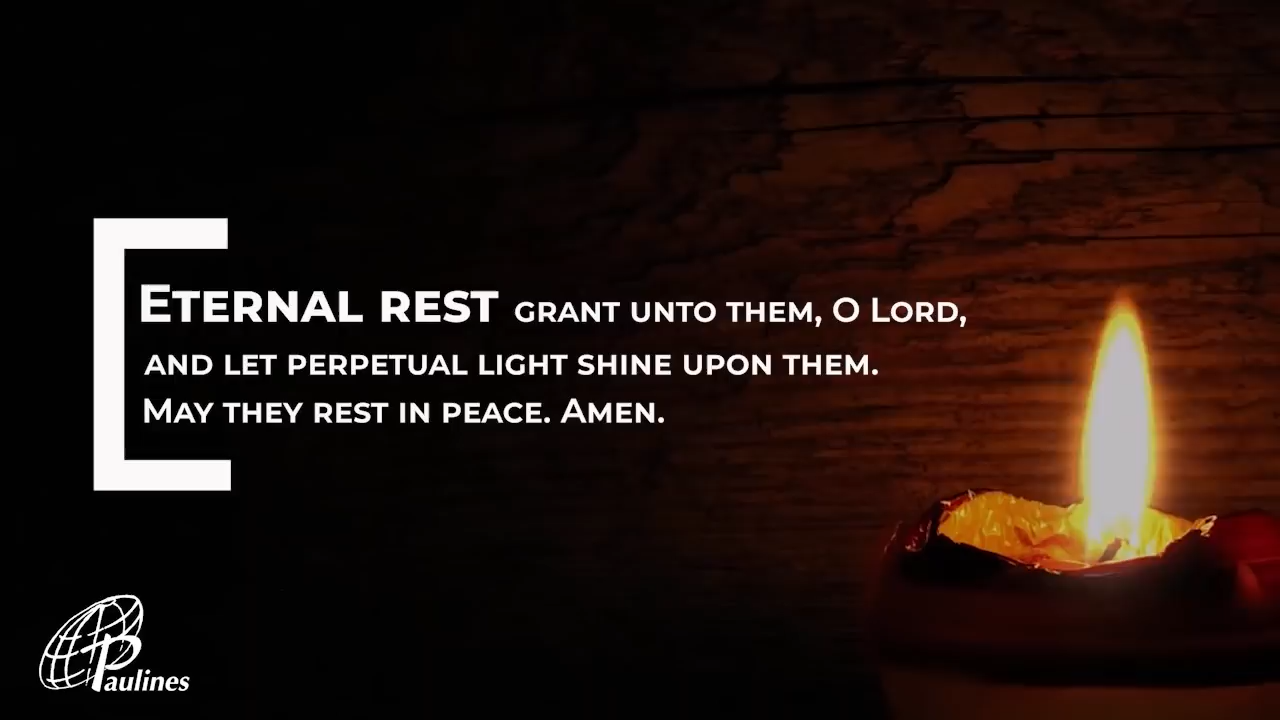 Eternal rest grant unto them, O Lord,
and let perpetual light shine upon them.
May they rest in peace. Amen.
Paulines